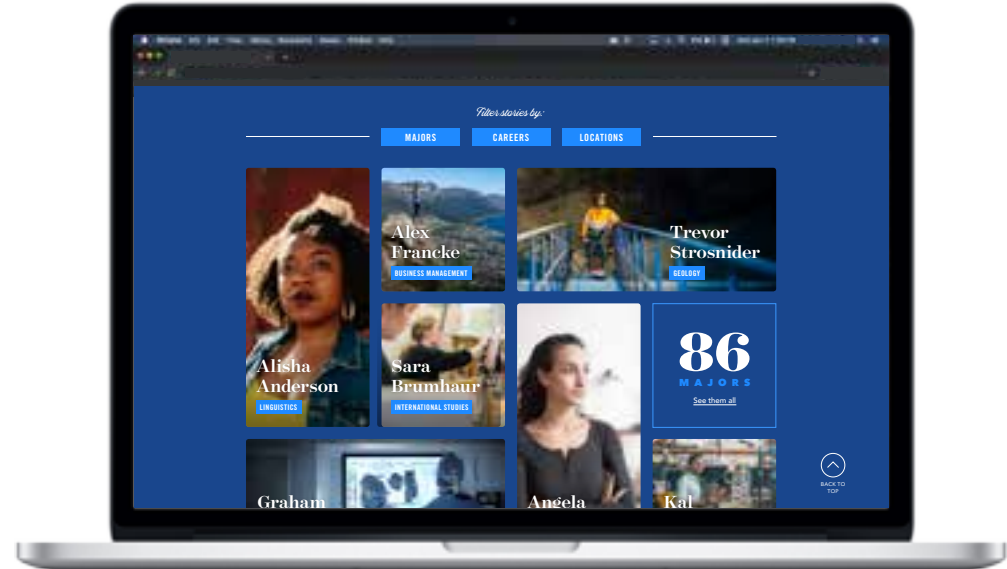 Filter stories by:
MAJORS
CAREERS
LOCATIONS
Alex
Francke
BUSINESS MANAGEMENT
Trevor
Strosnider
GEOLOGY
Alisha
Anderson
LINGUISTICS
Sara
Brumhaur
INTERNATIONAL STUDIES
86
MAJORS
See them all
Graham
Angela
Kal
BACK TO
TOP